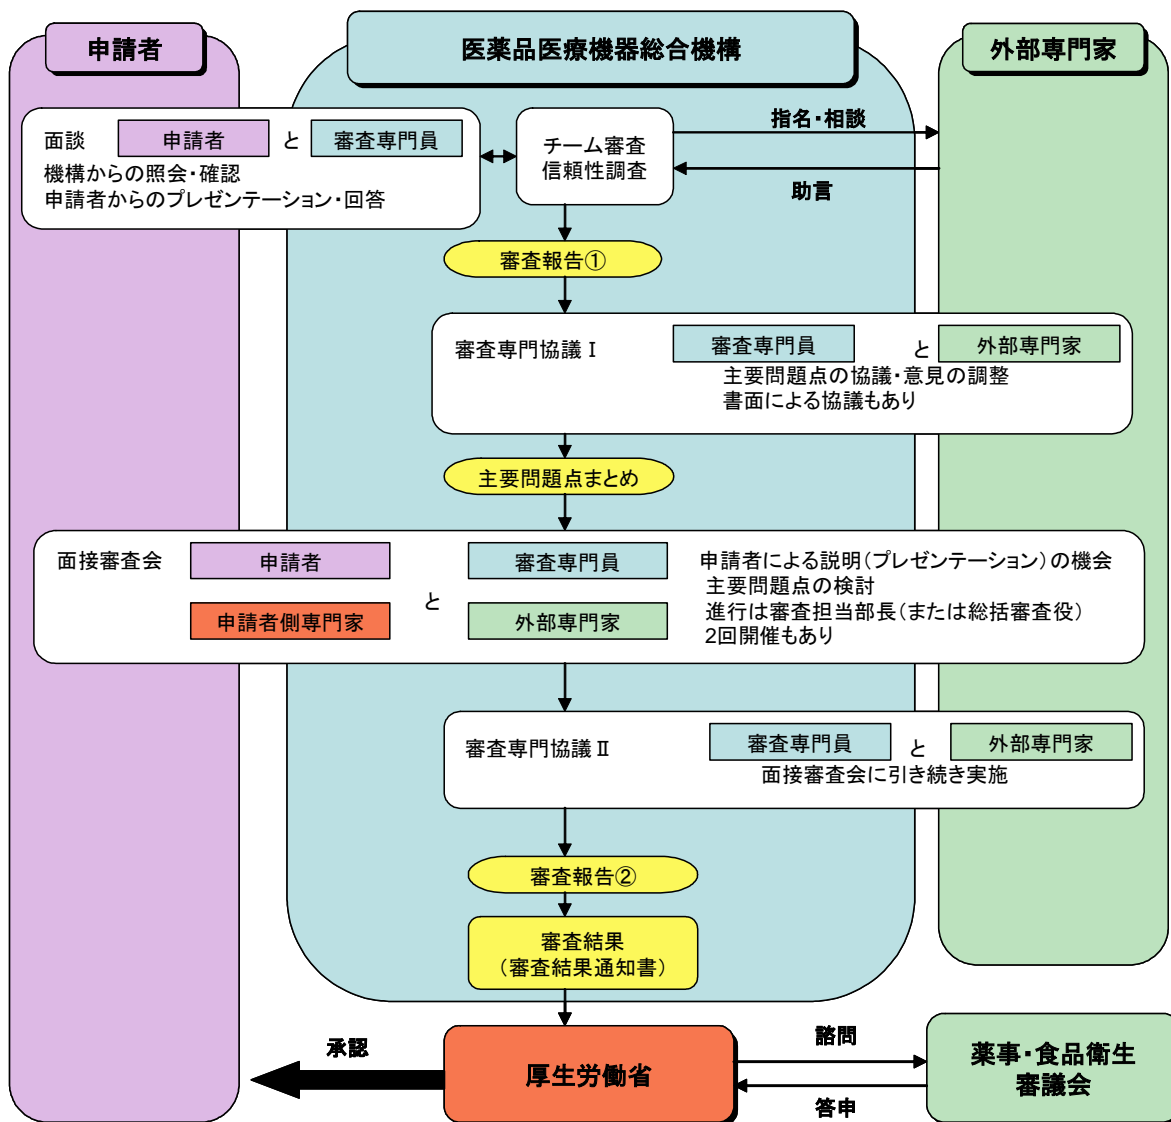 申請者
医薬品医療機器総合機構
外部専門家
面談 申請者 と 審査専門員
機構からの照会・確認
申請者からのプレゼンテーション・回答
チーム審査
信頼性調査
指名・相談
助言
審査報告①
審査専門協議Ⅰ 審査専門員 と 外部専門家
主要問題点の協議・意見の調整
書面による協議もあり
主要問題点まとめ
面接審査会
申請者
申請者側専門家
と
審査専門員
外部専門家
申請者による説明(プレゼンテーション)の機会
主要問題点の検討
進行は審査担当部長(または総括審査役)
2回開催もあり
審査専門協議Ⅱ 審査専門員 と 外部専門家
面接審査会に引き続き実施
審査報告②
審査結果
(審査結果通知書)
承認
厚生労働省
諮問
答申
薬事・食品衛生
審議会